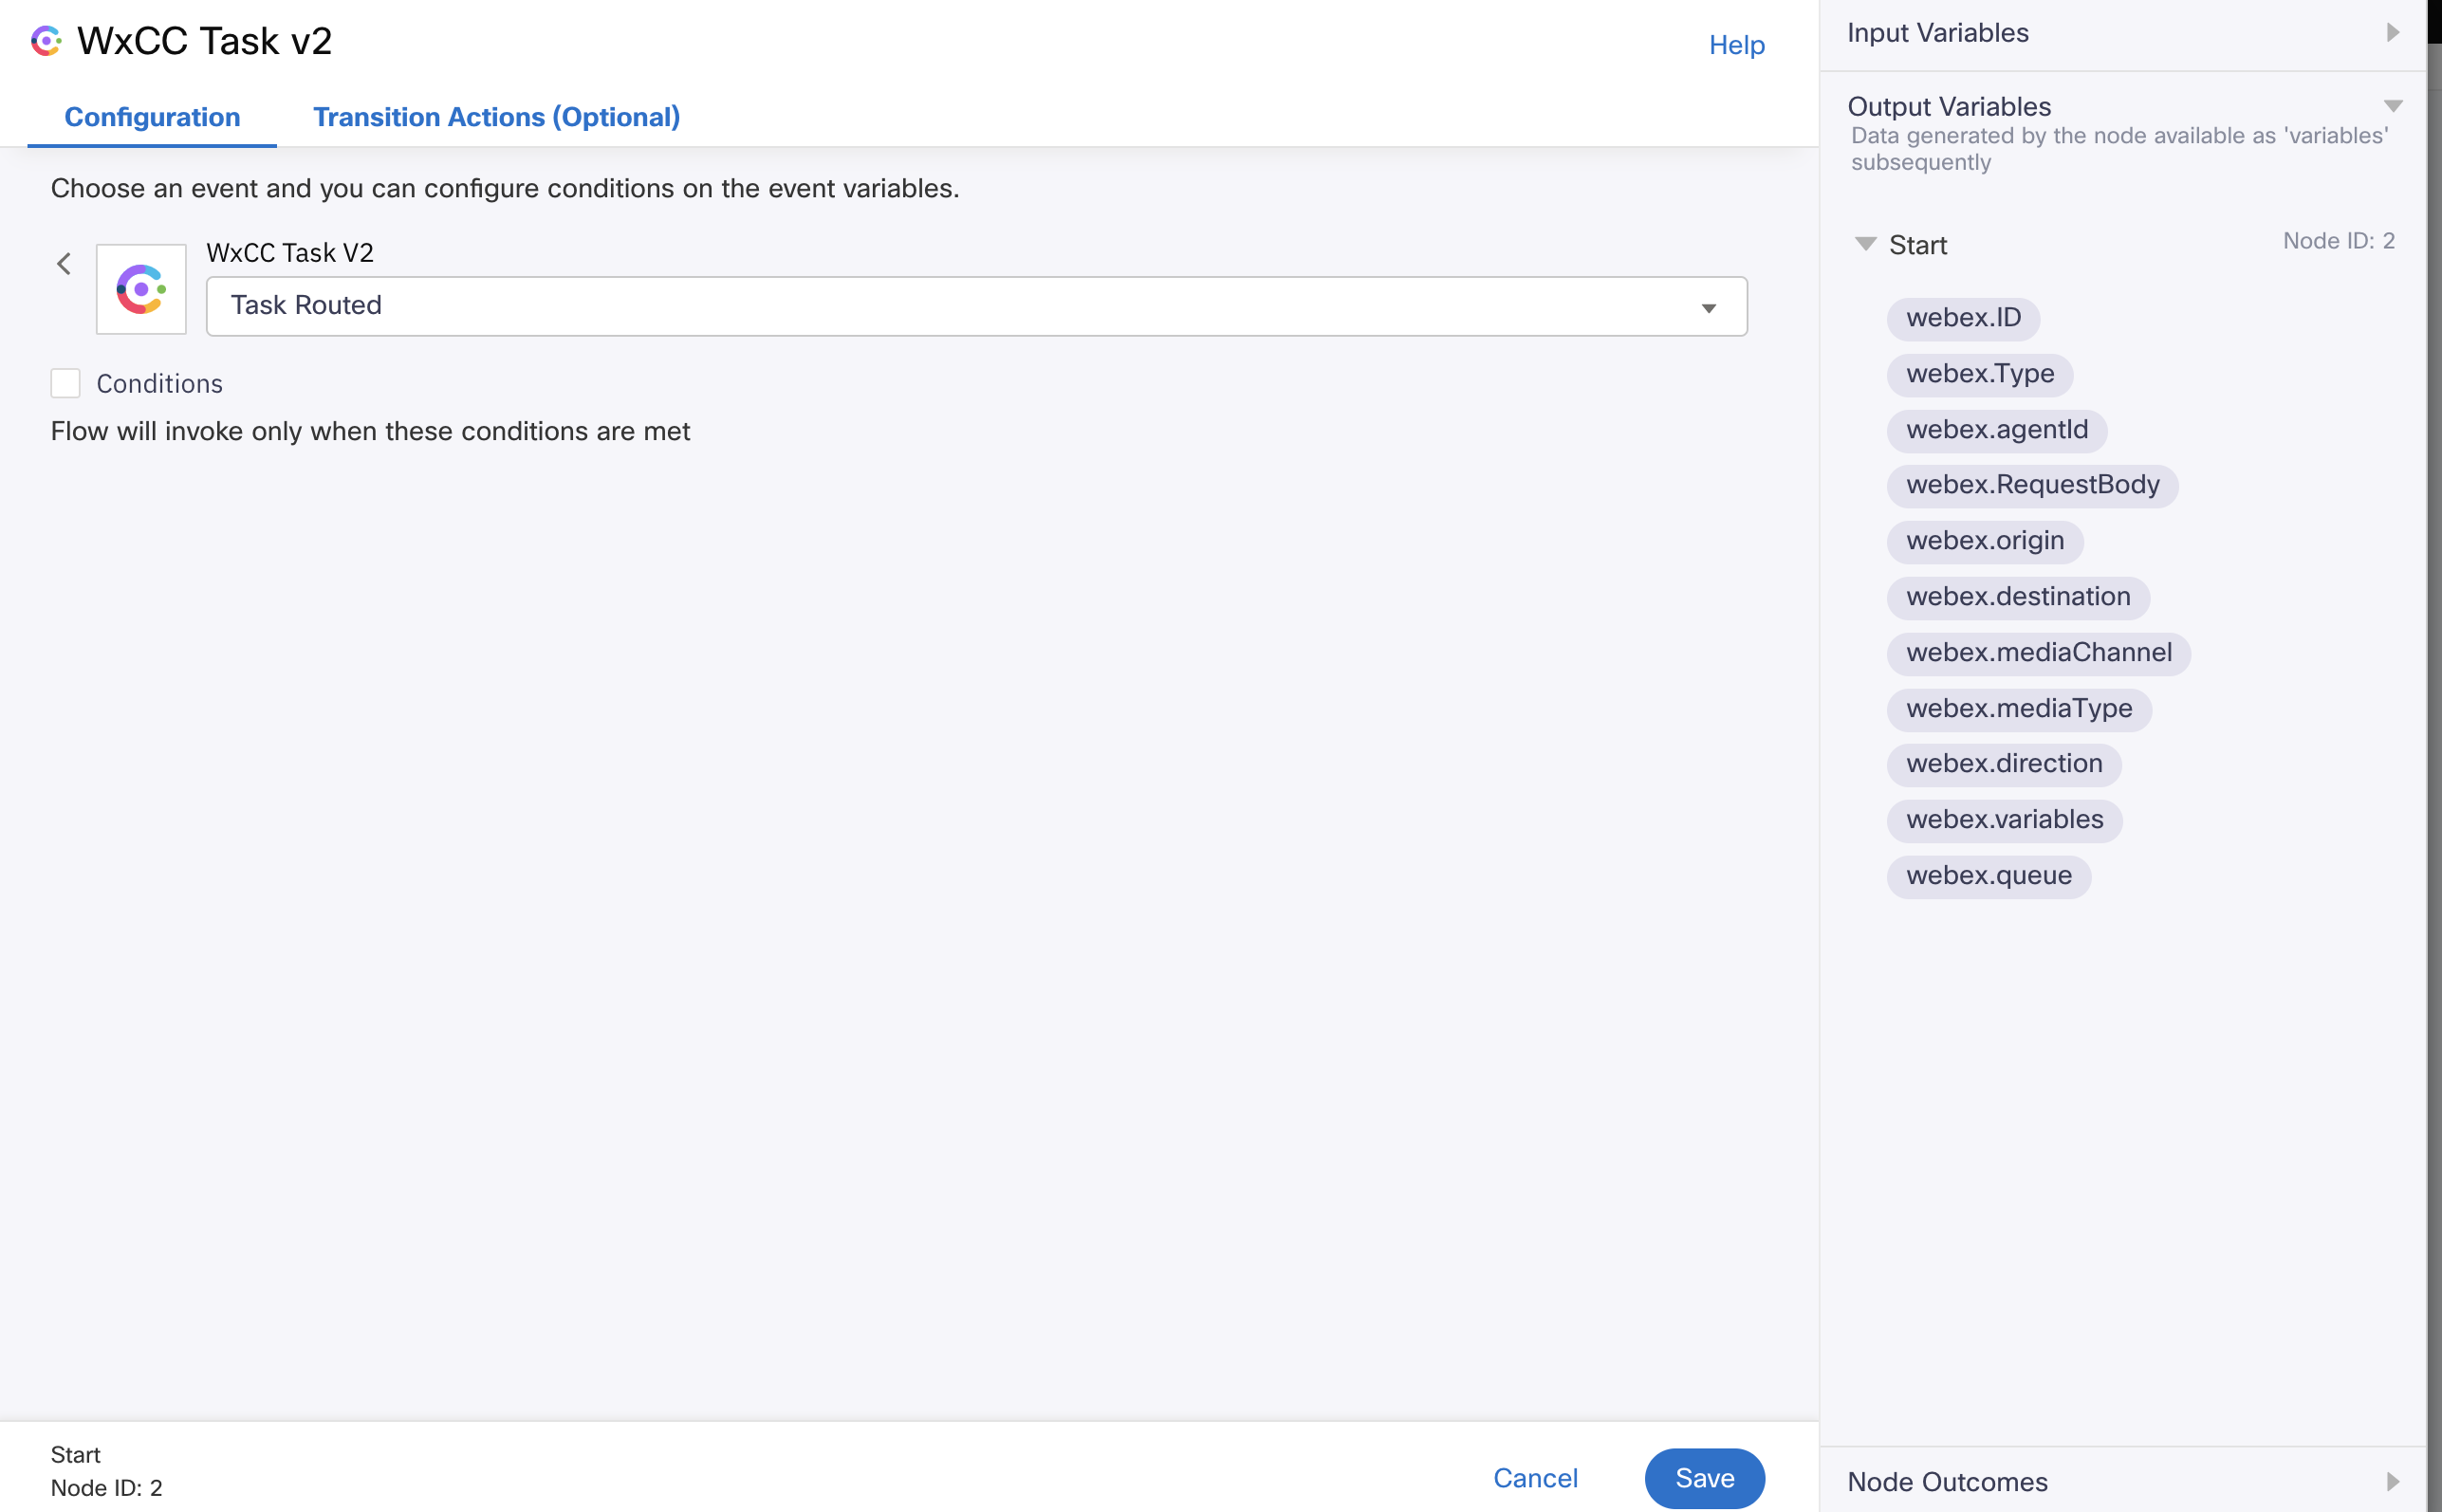 WxCC Task v2
Help
Configuration
Transition Actions (Optional)
Choose an event and you can configure conditions on the event variables.
WxCC Task V2
Task Routed
Conditions
Flow will invoke only when these conditions are met
Start
Node ID: 2
Cancel
Save
Input Variables
Output Variables
Data generated by the node available as 'variables'
subsequently
Start
Node ID: 2
webex.ID
webex.Type
webex.agentId
webex.RequestBody
webex.origin
webex.destination
webex.mediaChannel
webex.mediaType
webex.direction
webex.variables
webex.queue
Node Outcomes